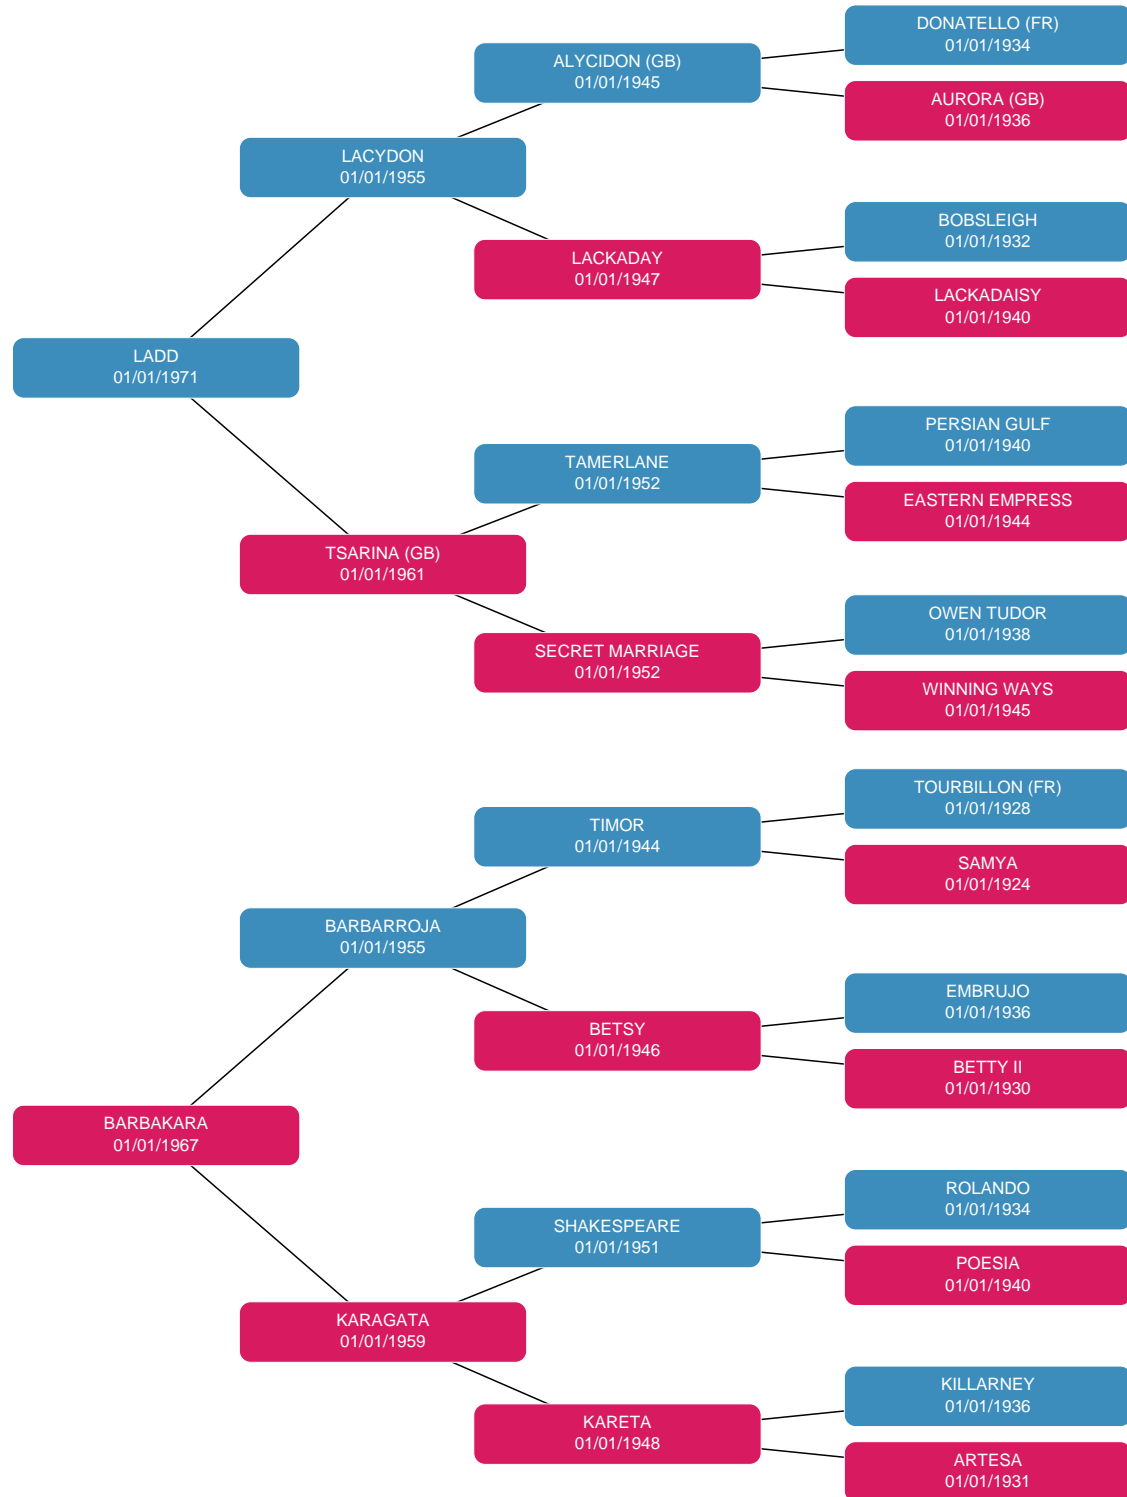 DONATELLO (FR)
01/01/1934
ALYCIDON (GB)
01/01/1945
AURORA (GB)
01/01/1936
LACYDON
01/01/1955
BOBSLEIGH
01/01/1932
LACKADAY
01/01/1947
LACKADAISY
01/01/1940
LADD
01/01/1971
PERSIAN GULF
01/01/1940
TAMERLANE
01/01/1952
EASTERN EMPRESS
01/01/1944
TSARINA (GB)
01/01/1961
OWEN TUDOR
01/01/1938
SECRET MARRIAGE
01/01/1952
WINNING WAYS
01/01/1945
TOURBILLON (FR)
01/01/1928
TIMOR
01/01/1944
SAMYA
01/01/1924
BARBARROJA
01/01/1955
EMBRUJO
01/01/1936
BETSY
01/01/1946
BETTY II
01/01/1930
BARBAKARA
01/01/1967
ROLANDO
01/01/1934
SHAKESPEARE
01/01/1951
POESIA
01/01/1940
KARAGATA
01/01/1959
KILLARNEY
01/01/1936
KARETA
01/01/1948
ARTESA
01/01/1931